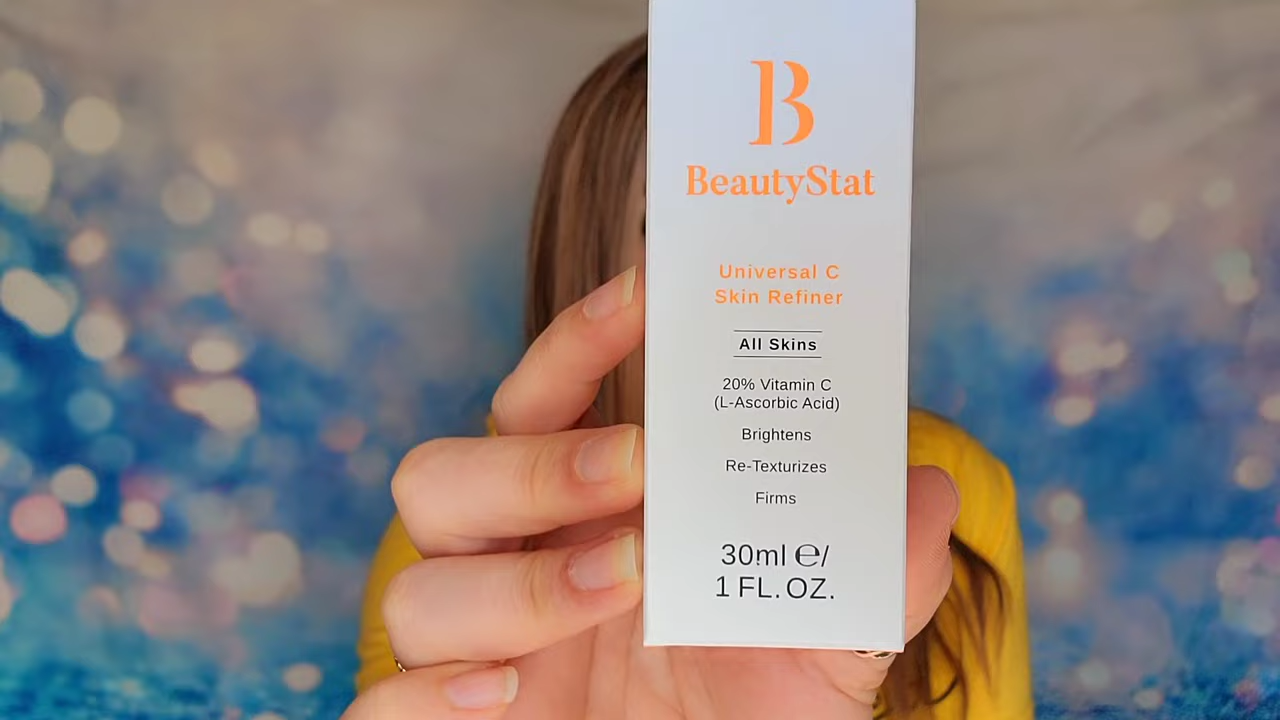 B
BeautyStat
Universal C
Skin Refiner
All Skins
20% Vitamin C
(L-Ascorbic Acid)
Brightens
Re-Texturizes
Firms
30ml ℮/
1 FL. OZ.